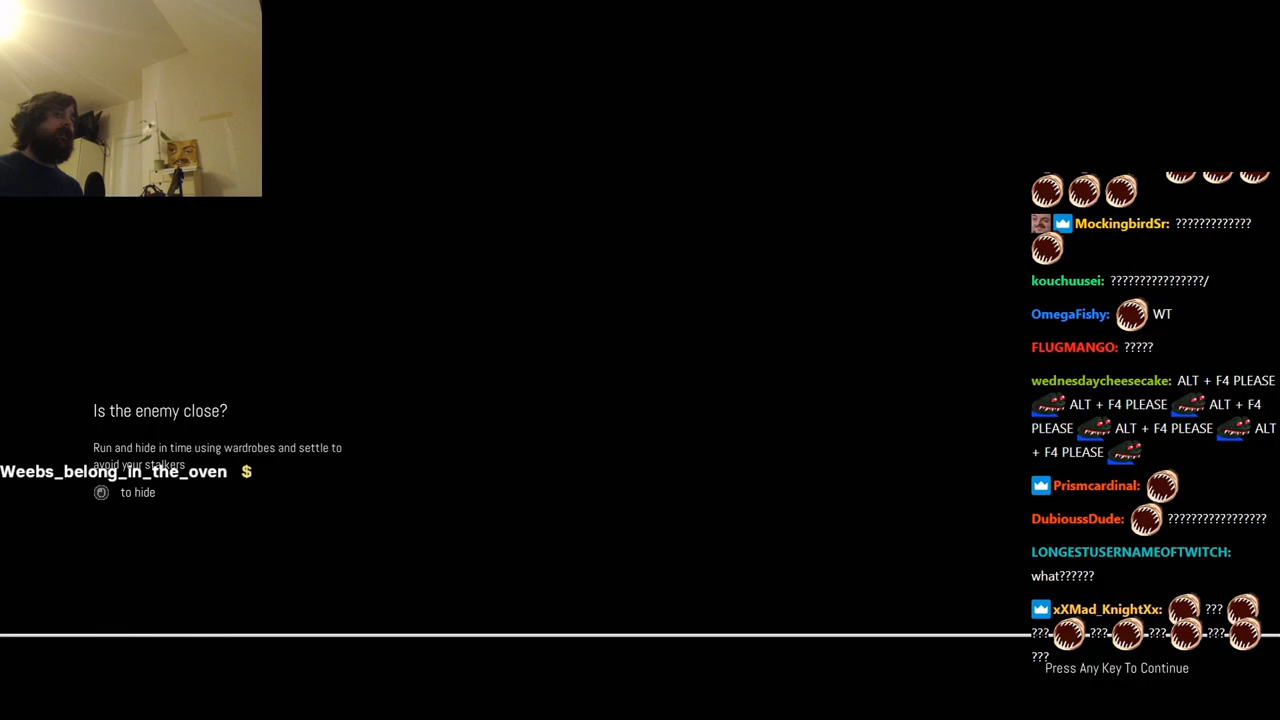 MockingbirdSr: ?????????????
kouchuusei: ????????????????/
OmegaFishy: WT
FLUGMANGO: ?????
wednesdaycheesecake: ALT + F4 PLEASE
ALT + F4 PLEASE ALT + F4
PLEASE ALT + F4 PLEASE ALT
+ F4 PLEASE
Is the enemy close?
Run and hide in time using wardrobes and settle to
avoid your stalkers
Weebs_belong_in_the_oven $
to hide
Prismcardinal:
DubioussDude: ?????????????????
LONGESTUSERNAMEOFTWITCH:
what??????
xXMad_KnightXx: ???
??? ??? ??? ???
???
Press Any Key To Continue